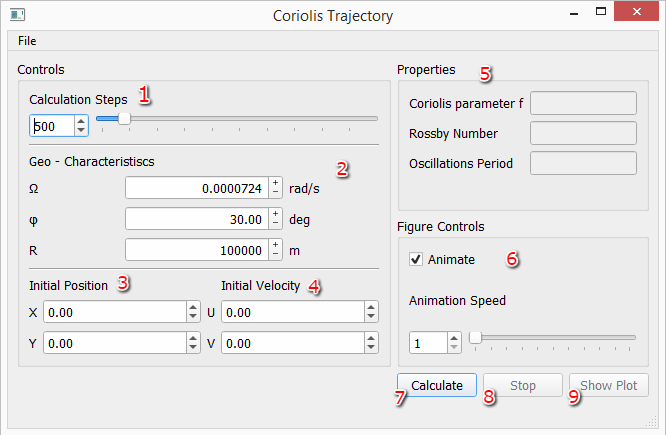 Coriolis Trajectory
File
Controls
Calculation Steps 1
500
Geo - Characteristiscs 2
Ω 0.0000724 rad/s
φ 30.00 deg
R 100000 m
Initial Position 3 Initial Velocity 4
X 0.00 U 0.00
Y 0.00 V 0.00
Properties 5
Coriolis parameter f
Rossby Number
Oscillations Period
Figure Controls
Animate 6
Animation Speed
1
Calculate Stop Show Plot
7 8 9